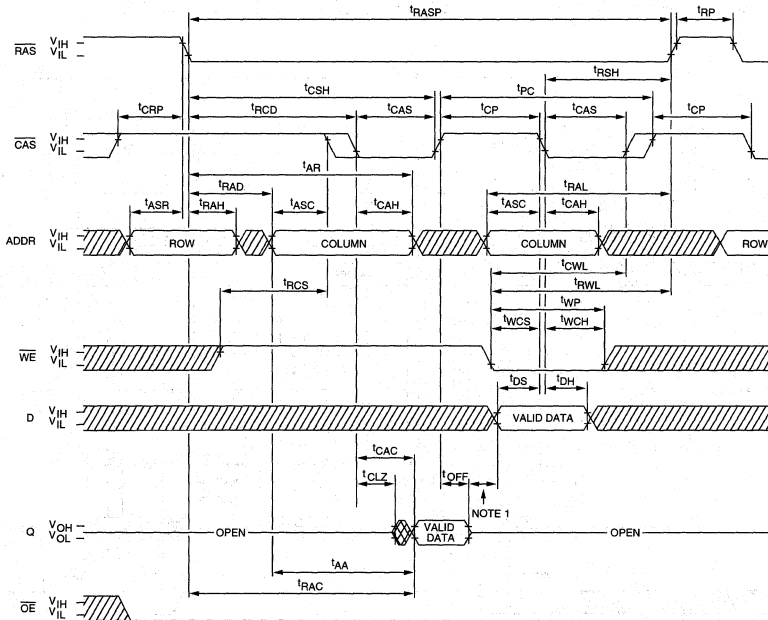 tRASP
tRP
RAS
VIH
VIL
tRSH
tCSH
tPC
tCRP
tRCD
tCAS
tCP
tCAS
tCP
CAS
VIH
VIL
tAR
tRAD
tRAL
tASR
tRAH
tASC
tCAH
tASC
tCAH
ADDR
VIH
VIL
ROW
COLUMN
COLUMN
ROW
tCWL
tRCS
tRWL
tWP
tWCS
tWCH
WE
VIH
VIL
tDS
tDH
D
VIH
VIL
VALID DATA
tCAC
tCLZ
tOFF
NOTE 1
Q
VOH
VOL
OPEN
VALID
DATA
OPEN
tAA
tRAC
OE
VIH
VIL